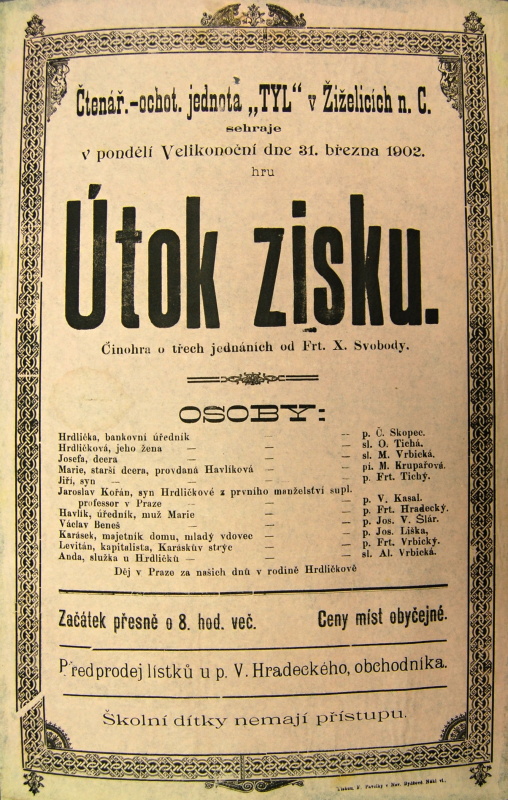 Čtenář.-ochot. jednota „TYL“ v Žiželicích n. C.
sehraje
v pondělí Velikonoční dne 31. března 1902.
hru
Útok zisku.
Činohra o třech jednáních od Frt. X. Svobody.
OSOBY:
Hrdlička, bankovní úředník — — p. Č. Skopec.
Hrdličková, jeho žena — — — sl. O. Tichá.
Josefa, dcera — — sl. M. Vrbická.
Marie, starší dcera, provdaná Havlíková — — pí. M. Krupařová.
Jiří, syn — — — — p. Frt. Tichý.
Jaroslav Kořán, syn Hrdličkové z prvního manželství supl.
professor v Praze — — — p. V. Kasal.
Havlík, úředník, muž Marie — — p. Frt. Hradecký.
Václav Beneš — — p. Jos. V. Šlár.
Karásek, majetník domu, mladý vdovec — — p. Jos. Liška,
Levitán, kapitalista, Karáskův strýc — — p. Frt. Vrbický.
Anda, služka u Hrdličků — — — sl. Al. Vrbická.
Děj v Praze za našich dnů v rodině Hrdličkově
Začátek přesně o 8. hod. več. Ceny míst obyčejné.
Předprodej lístků u p. V. Hradeckého, obchodníka.
Školní dítky nemají přístupu.